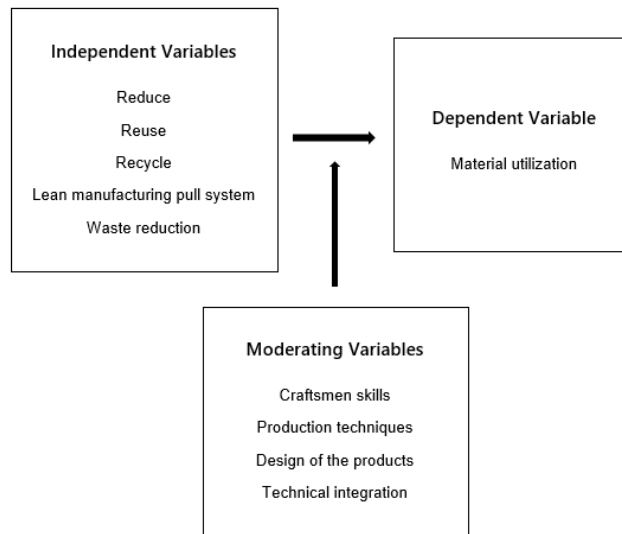 Independent Variables
Reduce
Reuse
Recycle
Lean manufacturing pull system
Waste reduction
Dependent Variable
Material utilization
Moderating Variables
Craftsmen skills
Production techniques
Design of the products
Technical integration